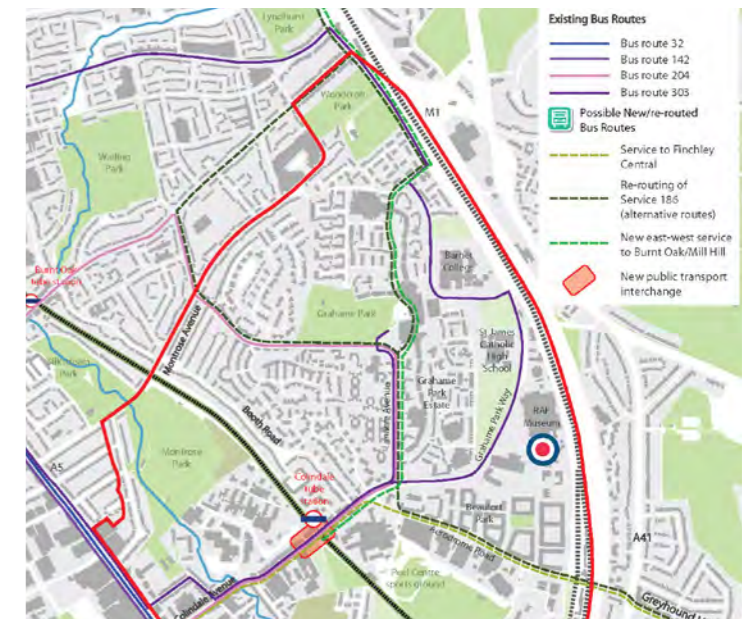 Lyndhurst
Park
Woodcroft
Park
M1
Watling
Park
Burnt Oak
tube station
Barnet
College
Montrose Avenue
Grahame Park
St James
Catholic
High
School
Grahame
Park
Estate
Lanacre Avenue
Grahame Park Way
RAF
Museum
Park
Booth Road
Montrose
Park
A5
Colindale
tube
station
Beaufort
Park
A41
Aerodrome Road
Peel Centre
sports ground
Colindale Avenue
Greyhound
Existing Bus Routes
Bus route 32
Bus route 142
Bus route 204
Bus route 303
Possible New/re-routed
Bus Routes
Service to Finchley
Central
Re-routing of
Service 186
(alternative routes)
New east-west service
to Burnt Oak/Mill Hill
New public transport
interchange